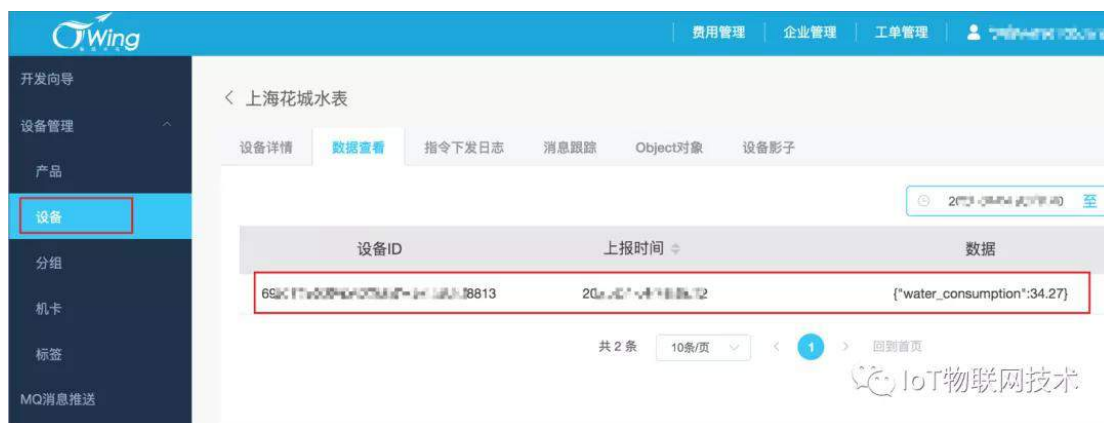 CTWing
费用管理 企业管理 工单管理
开发向导
设备管理
产品
设备
分组
机卡
标签
MQ消息推送
上海花城水表
设备详情 数据查看 指令下发日志 消息跟踪 Object对象 设备影子
至
设备ID 上报时间 数据
8813 {"water_consumption":34.27}
共 2 条 10条/页 1 回到首页
IoT物联网技术